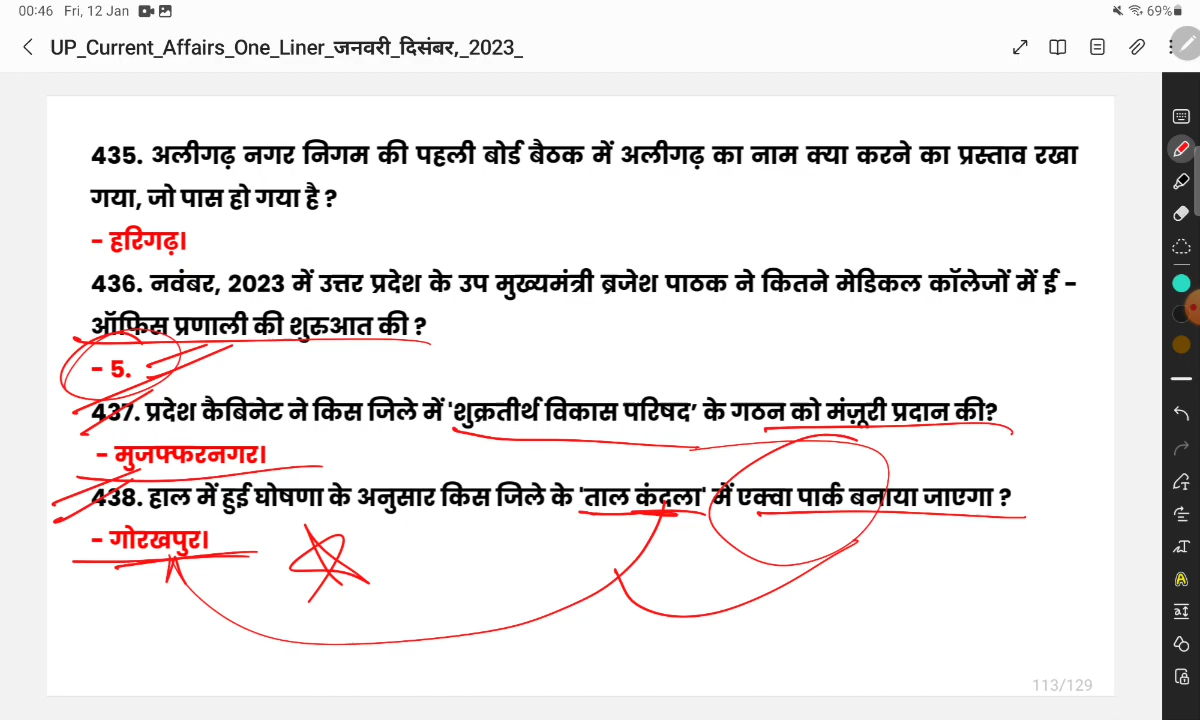 00:46 Fri, 12 Jan 69%
UP_Current_Affairs_One_Liner_जनवरी_दिसंबर,_2023_
435. अलीगढ़ नगर निगम की पहली बोर्ड बैठक में अलीगढ़ का नाम क्या करने का प्रस्ताव रखा
गया, जो पास हो गया है ?
- हरिगढ़।
436. नवंबर, 2023 में उत्तर प्रदेश के उप मुख्यमंत्री ब्रजेश पाठक ने कितने मेडिकल कॉलेजों में ई -
ऑफिस प्रणाली की शुरुआत की ?
- 5.
437. प्रदेश कैबिनेट ने किस जिले में 'शुक्रतीर्थ विकास परिषद’ के गठन को मंज़ूरी प्रदान की?
- मुजफ्फरनगर।
438. हाल में हुई घोषणा के अनुसार किस जिले के 'ताल कंदला' में एक्वा पार्क बनाया जाएगा ?
- गोरखपुर।
113/129